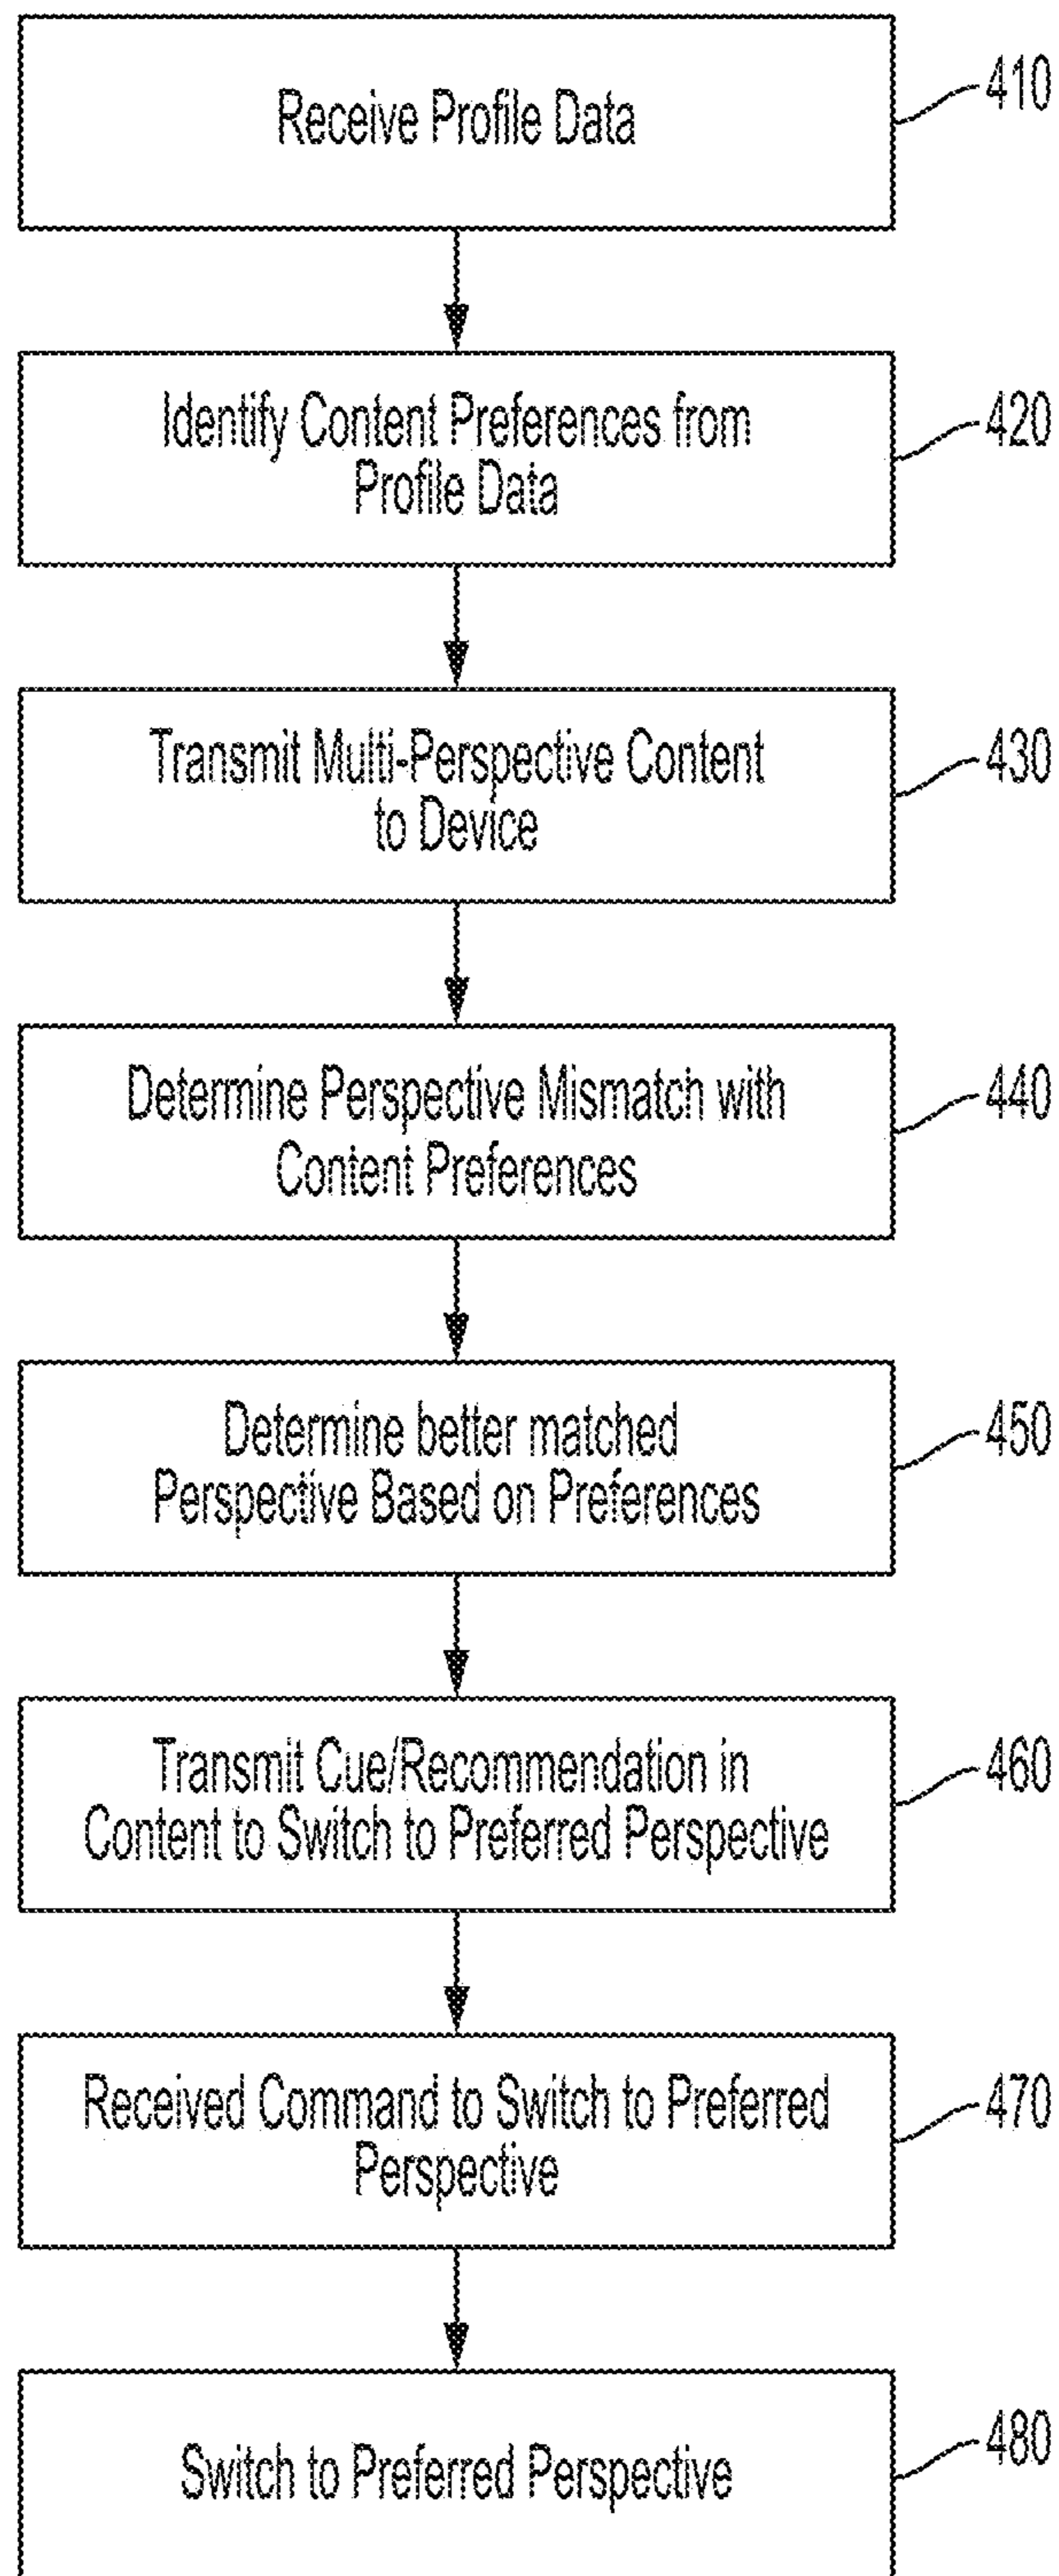 Receive Profile Data
410
Identify Content Preferences from
Profile Data
420
Transmit Multi-Perspective Content
to Device
430
Determine Perspective Mismatch with
Content Preferences
440
Determine better matched
Perspective Based on Preferences
450
Transmit Cue/Recommendation in
Content to Switch to Preferred Perspective
460
Received Command to Switch to Preferred
Perspective
470
Switch to Preferred Perspective
480